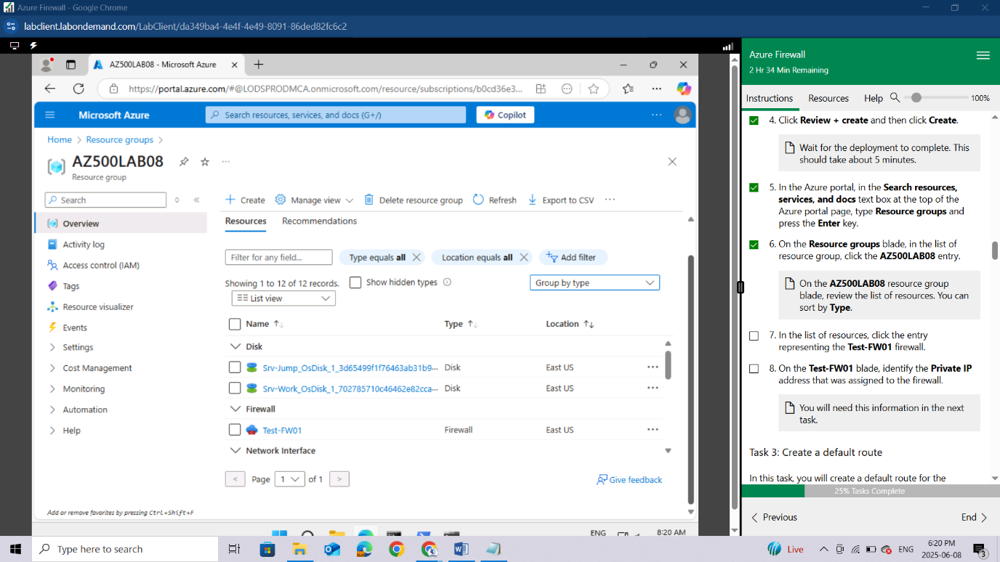 Azure Firewall - Google Chrome
labclient.labondemand.com/LabClient/da349ba4-4e4f-4e49-8091-86ded82fc6c2
AZ500LAB08 - Microsoft Azure
https://portal.azure.com/#@LODSPRODMCA.onmicrosoft.com/resource/subscriptions/b0cd36e3...
Microsoft Azure
Search resources, services, and docs (G+/)
Copilot
Home > Resource groups >
AZ500LAB08
Resource group
Search
Overview
Activity log
Access control (IAM)
Tags
Resource visualizer
Events
Settings
Cost Management
Monitoring
Automation
Help
Add or remove favorites by pressing Ctrl+Shift+F
Create
Manage view
Delete resource group
Refresh
Export to CSV
Resources
Recommendations
Filter for any field...
Type equals all
Location equals all
Add filter
Showing 1 to 12 of 12 records.
Show hidden types
Group by type
List view
Name
Type
Location
Disk
Srv-Jump_OsDisk_1_3d65499f1f76463ab31b9... Disk East US
Srv-Work_OsDisk_1_702785710c46462e82cca... Disk East US
Firewall
Test-FW01 Firewall East US
Network Interface
< Page 1 of 1 >
Give feedback
ENG
8:20 AM
Azure Firewall
2 Hr 34 Min Remaining
Instructions
Resources
Help
100%
4. Click Review + create and then click Create.
Wait for the deployment to complete. This
should take about 5 minutes.
5. In the Azure portal, in the Search resources,
services, and docs text box at the top of the
Azure portal page, type Resource groups and
press the Enter key.
6. On the Resource groups blade, in the list of
resource group, click the AZ500LAB08 entry.
On the AZ500LAB08 resource group
blade, review the list of resources. You can
sort by Type.
7. In the list of resources, click the entry
representing the Test-FW01 firewall.
8. On the Test-FW01 blade, identify the Private IP
address that was assigned to the firewall.
You will need this information in the next
task.
Task 3: Create a default route
In this task, you will create a default route for the
25% Tasks Complete
Previous
End
Type here to search
Live
ENG
6:20 PM
2025-06-08
3